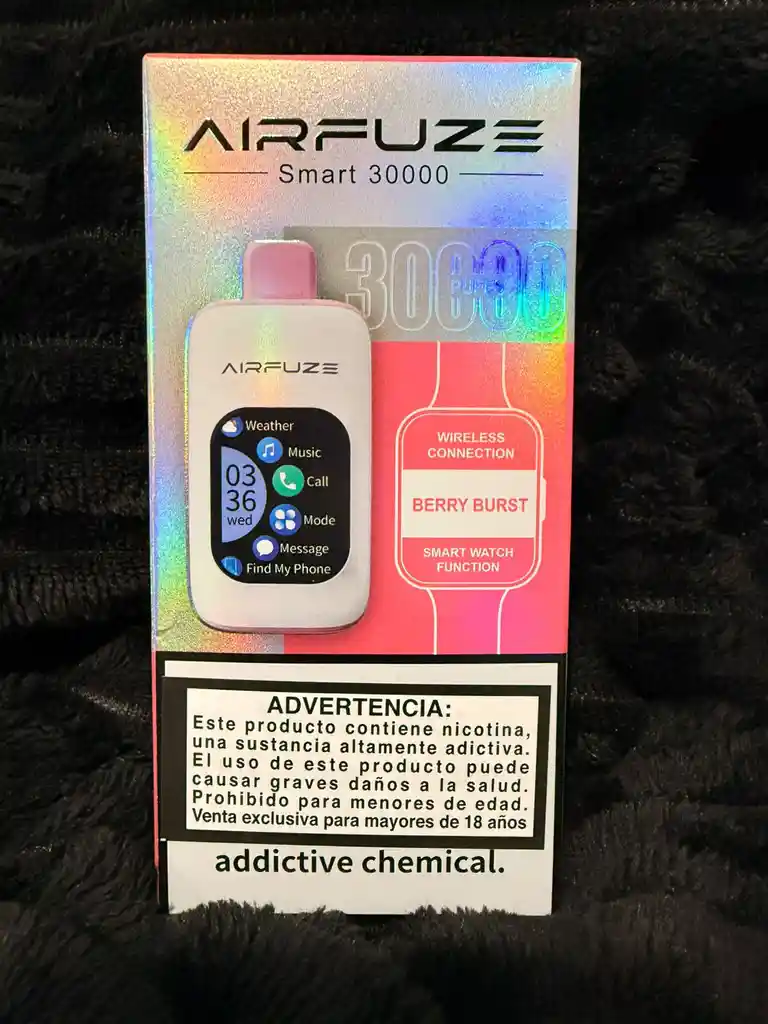 AIRFUZE
Smart 30000
30000
AIRFUZE
Weather
Music
03
36
wed
Call
Mode
Message
Find My Phone
WIRELESS
CONNECTION
BERRY BURST
SMART WATCH
FUNCTION
ADVERTENCIA:
Este producto contiene nicotina,
una sustancia altamente adictiva.
El uso de este producto puede
causar graves daños a la salud.
Prohibido para menores de edad.
Venta exclusiva para mayores de 18 años
addictive chemical.